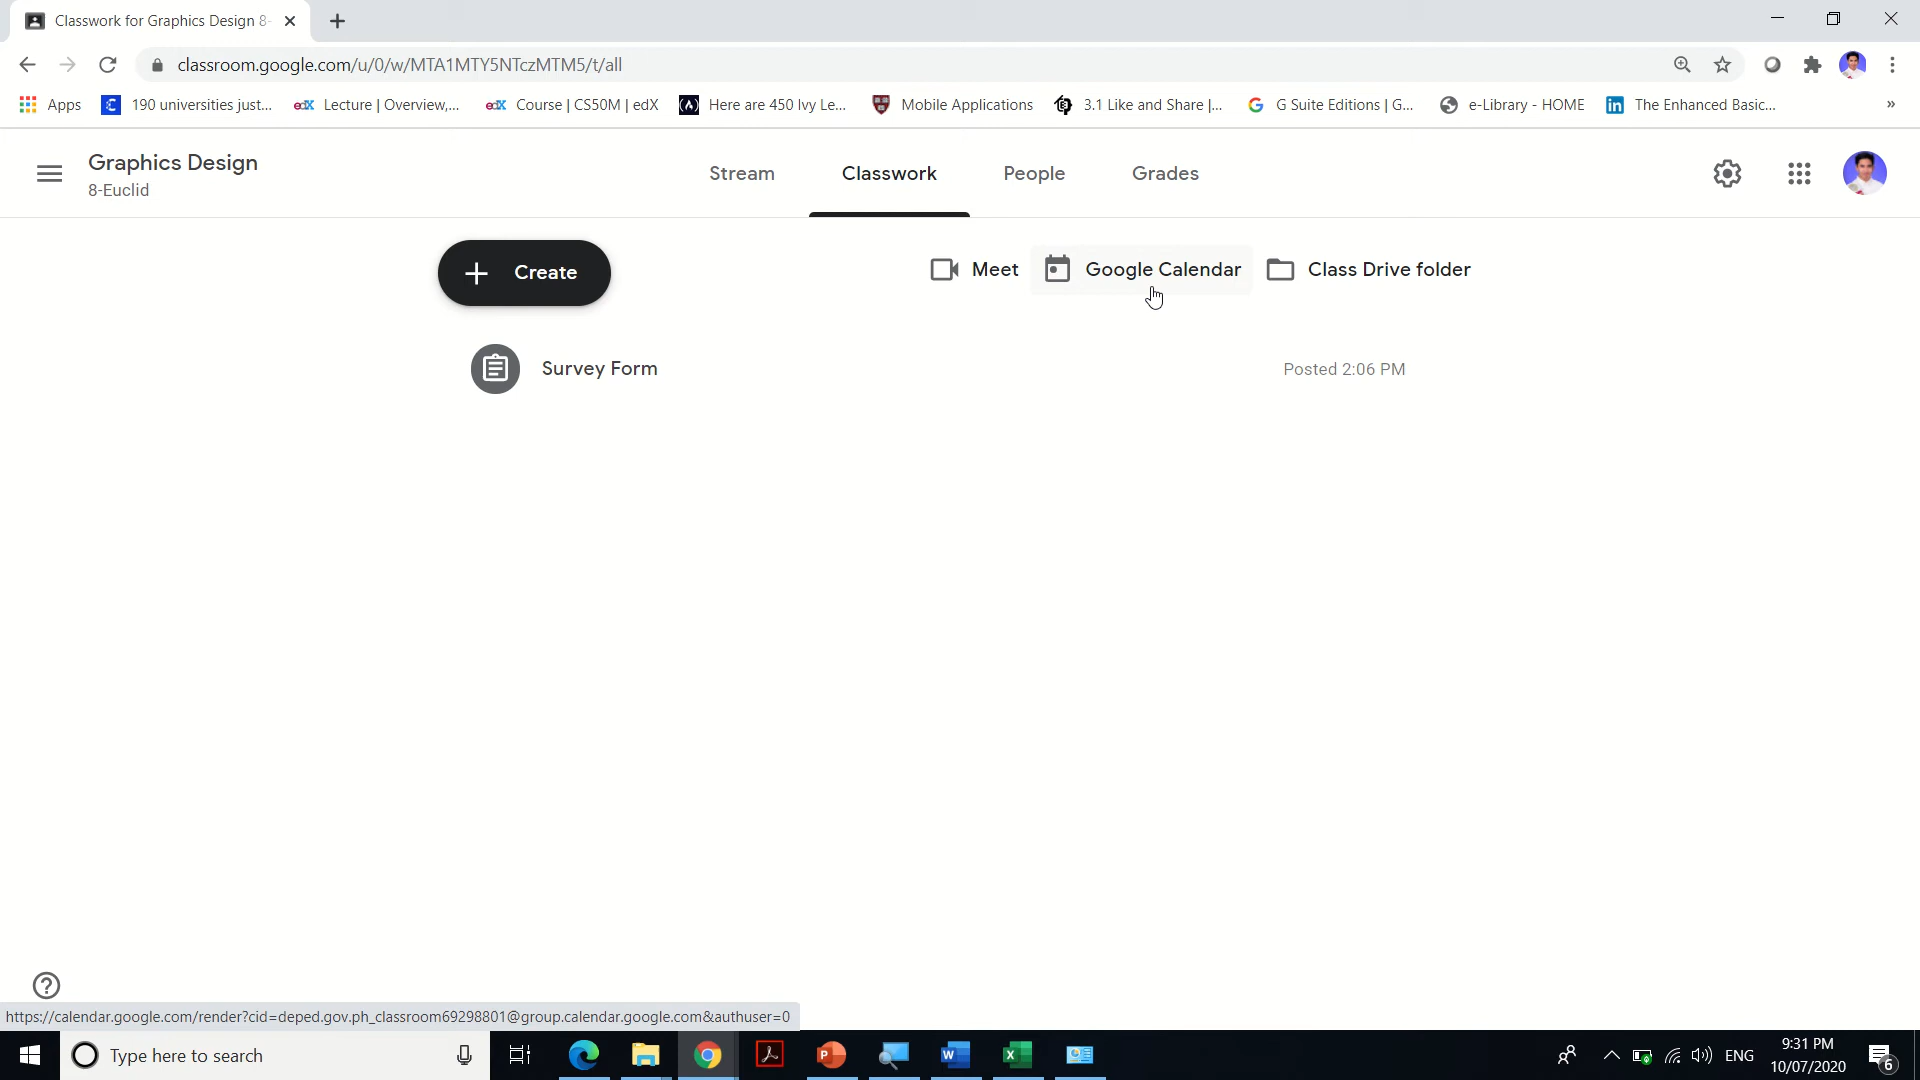 Classwork for Graphics Design 8-
classroom.google.com/u/0/w/MTA1MTY5NTczMTM5/t/all
Apps 190 universities just... edX Lecture | Overview,... edX Course | CS50M | edX Here are 450 Ivy Le... Mobile Applications 3.1 Like and Share |... G G Suite Editions | G... e-Library - HOME in The Enhanced Basic... »
Graphics Design
8-Euclid
Stream Classwork People Grades
Create Meet Google Calendar Class Drive folder
Survey Form Posted 2:06 PM
https://calendar.google.com/render?cid=deped.gov.ph_classroom69298801@group.calendar.google.com&authuser=0
Type here to search
ENG
9:31 PM
10/07/2020
6